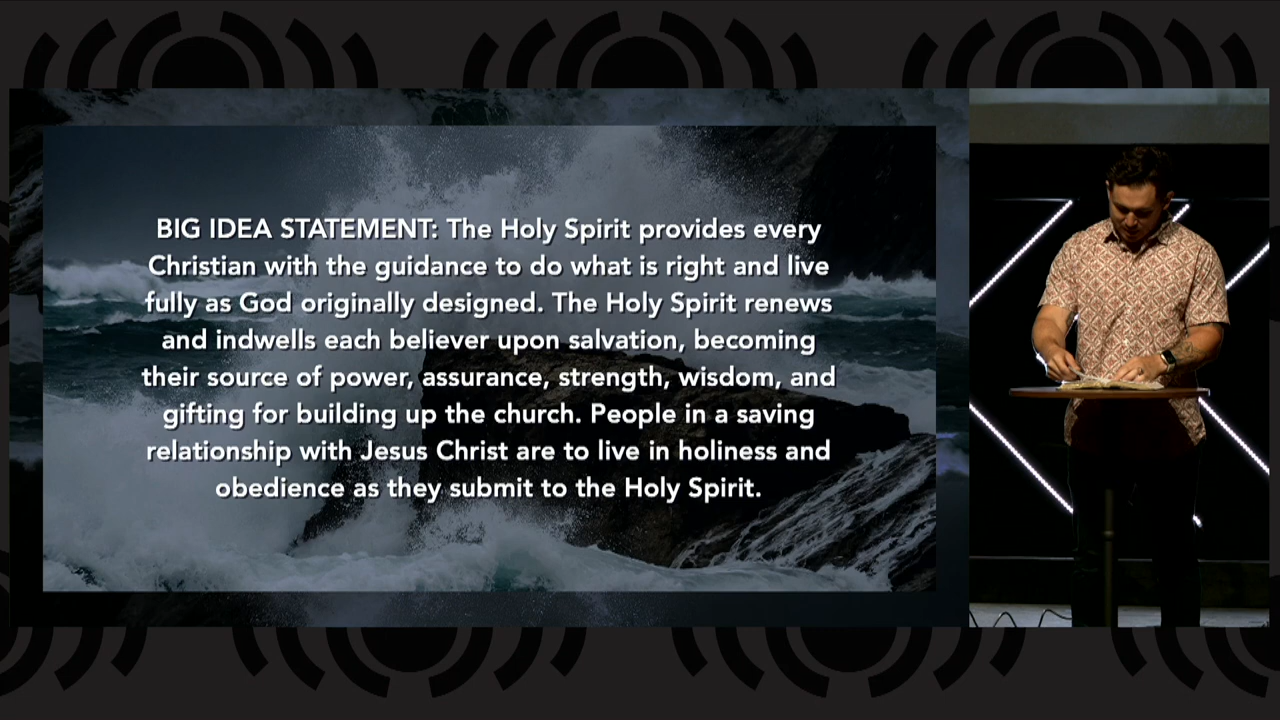 BIG IDEA STATEMENT: The Holy Spirit provides every
Christian with the guidance to do what is right and live
fully as God originally designed. The Holy Spirit renews
and indwells each believer upon salvation, becoming
their source of power, assurance, strength, wisdom, and
gifting for building up the church. People in a saving
relationship with Jesus Christ are to live in holiness and
obedience as they submit to the Holy Spirit.